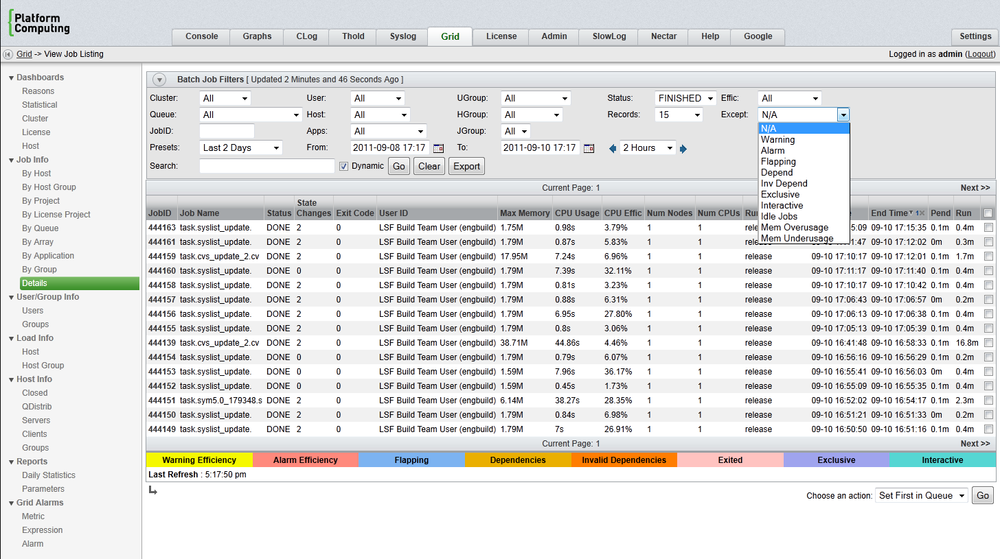 Platform
Computing
Console Graphs CLog Thold Syslog Grid License Admin SlowLog Nectar Help Google Settings
Grid -> View Job Listing Logged in as admin (Logout)
Dashboards
Reasons
Statistical
Cluster
License
Host
Job Info
By Host
By Host Group
By Project
By License Project
By Queue
By Array
By Application
By Group
Details
User/Group Info
Users
Groups
Load Info
Host
Host Group
Host Info
Closed
QDistrib
Servers
Clients
Groups
Reports
Daily Statistics
Parameters
Grid Alarms
Metric
Expression
Alarm
Batch Job Filters [ Updated 2 Minutes and 46 Seconds Ago ]
Cluster: All User: All UGroup: All Status: FINISHED Effic: All
Queue: All Host: All HGroup: All Records: 15 Except: N/A
JobID: Apps: All JGroup: All
Presets: Last 2 Days From: 2011-09-08 17:17 To: 2011-09-10 17:17 2 Hours
Search: Dynamic Go Clear Export
N/A
Warning
Alarm
Flapping
Depend
Inv Depend
Exclusive
Interactive
Idle Jobs
Mem Overusage
Mem Underusage
Current Page: 1 Next >>
JobID Job Name Status State Changes Exit Code User ID Max Memory CPU Usage CPU Effic Num Nodes Num CPUs End Time 1 Pend Run
444163 task.syslist_update. DONE 2 0 LSF Build Team User (engbuild) 1.75M 0.98s 3.79% 1 1 5:09 09-10 17:15:35 0.1m 0.4m
444161 task.syslist_update. DONE 2 0 LSF Build Team User (engbuild) 1.79M 0.87s 5.83% 1 1 1:47 09-10 17:12:02 0m 0.3m
444159 task.cvs_update_2.cv DONE 2 0 LSF Build Team User (engbuild) 17.95M 7.24s 6.96% 1 1 release 09-10 17:10:17 09-10 17:12:01 0.1m 1.7m
444160 task.syslist_update. DONE 0 0 LSF Build Team User (engbuild) 1.79M 7.39s 32.11% 1 1 release 09-10 17:11:17 09-10 17:11:40 0.1m 0.4m
444158 task.syslist_update. DONE 2 0 LSF Build Team User (engbuild) 1.79M 0.81s 3.23% 1 1 release 09-10 17:10:17 09-10 17:10:42 0.1m 0.4m
444157 task.syslist_update. DONE 2 0 LSF Build Team User (engbuild) 1.79M 0.88s 6.31% 1 1 release 09-10 17:06:43 09-10 17:06:57 0m 0.2m
444156 task.syslist_update. DONE 2 0 LSF Build Team User (engbuild) 1.79M 6.95s 27.80% 1 1 release 09-10 17:06:13 09-10 17:06:38 0.1m 0.4m
444155 task.syslist_update. DONE 2 0 LSF Build Team User (engbuild) 1.79M 0.8s 3.06% 1 1 release 09-10 17:05:13 09-10 17:05:39 0.1m 0.4m
444139 task.cvs_update_2.cv DONE 2 0 LSF Build Team User (engbuild) 38.71M 44.86s 4.46% 1 1 release 09-10 16:41:48 09-10 16:58:33 0.1m 16.8m
444154 task.syslist_update. DONE 0 0 LSF Build Team User (engbuild) 1.79M 0.79s 6.07% 1 1 release 09-10 16:56:16 09-10 16:56:29 0.1m 0.2m
444153 task.syslist_update. DONE 0 0 LSF Build Team User (engbuild) 1.59M 7.96s 36.17% 1 1 release 09-10 16:55:41 09-10 16:56:03 0m 0.4m
444152 task.syslist_update. DONE 0 0 LSF Build Team User (engbuild) 1.59M 0.45s 1.73% 1 1 release 09-10 16:55:09 09-10 16:55:35 0.1m 0.4m
444151 task.sym5.0_179348.s DONE 2 0 LSF Build Team User (engbuild) 6.14M 38.27s 28.35% 1 1 release 09-10 16:52:02 09-10 16:54:17 0.1m 2.3m
444150 task.syslist_update. DONE 2 0 LSF Build Team User (engbuild) 1.79M 0.84s 6.98% 1 1 release 09-10 16:51:21 09-10 16:51:33 0m 0.2m
444149 task.syslist_update. DONE 2 0 LSF Build Team User (engbuild) 1.79M 7s 26.91% 1 1 release 09-10 16:50:50 09-10 16:51:16 0.1m 0.4m
Current Page: 1 Next >>
Warning Efficiency Alarm Efficiency Flapping Dependencies Invalid Dependencies Exited Exclusive Interactive
Last Refresh : 5:17:50 pm
Choose an action: Set First in Queue Go